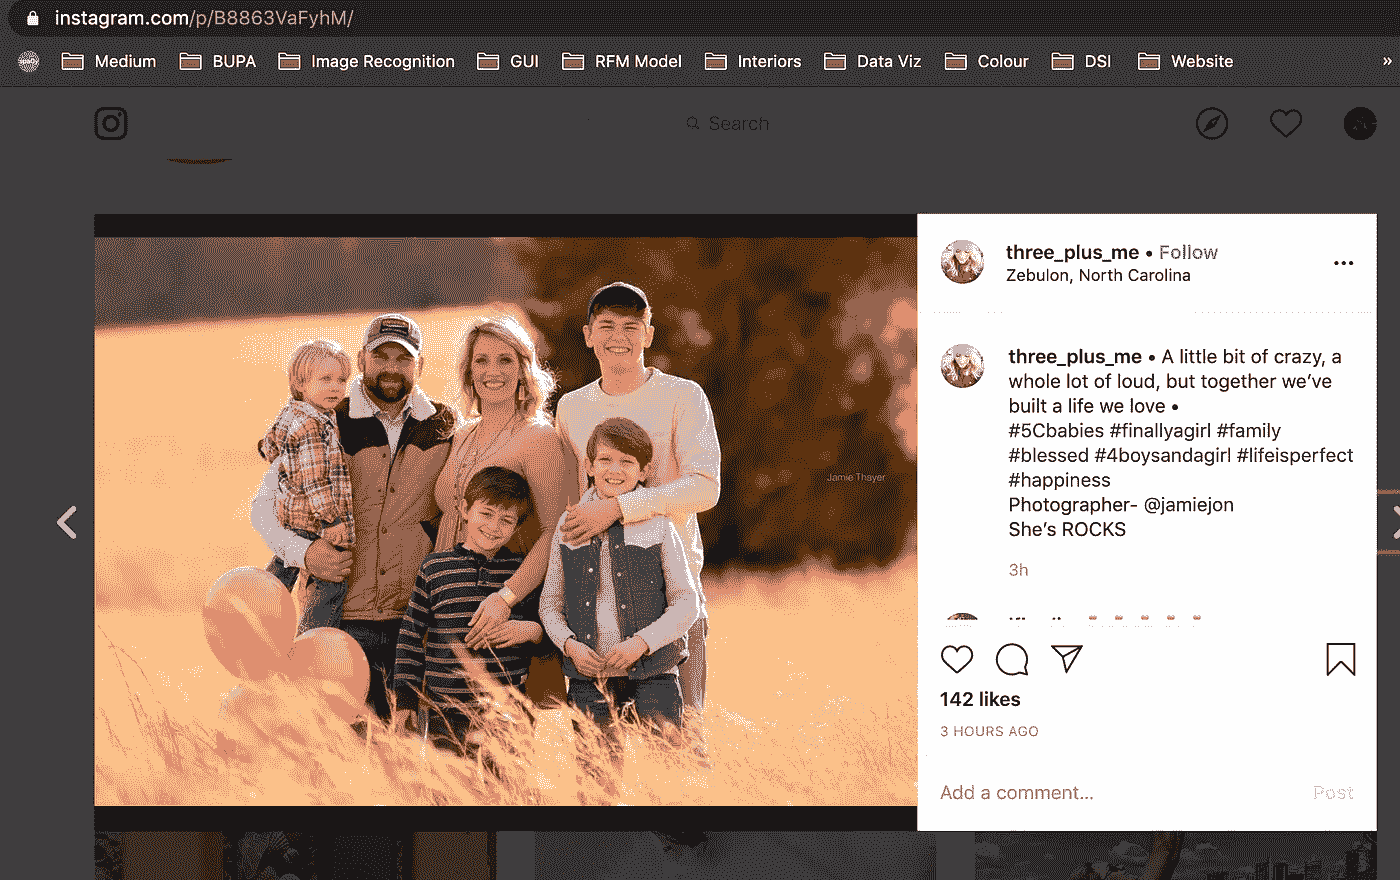 instagram.com/p/B8863VaFyhM/
Medium BUPA Image Recognition GUI RFM Model Interiors Data Viz Colour DSI Website »
Search
three_plus_me • Follow
Zebulon, North Carolina
three_plus_me • A little bit of crazy, a
whole lot of loud, but together we've
built a life we love •
#5Cbabies #finallyagirl #family
#blessed #4boysandagirl #lifeisperfect
#happiness
Photographer- @jamiejon
She's ROCKS
3h
Jamie Thayer
142 likes
3 HOURS AGO
Add a comment... Post